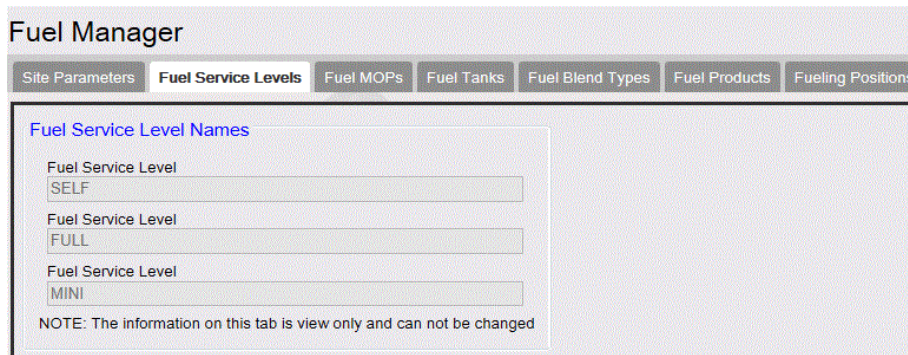 Fuel Manager
Site Parameters Fuel Service Levels Fuel MOPs Fuel Tanks Fuel Blend Types Fuel Products Fueling Positions
Fuel Service Level Names
Fuel Service Level
SELF
Fuel Service Level
FULL
Fuel Service Level
MINI
NOTE: The information on this tab is view only and can not be changed